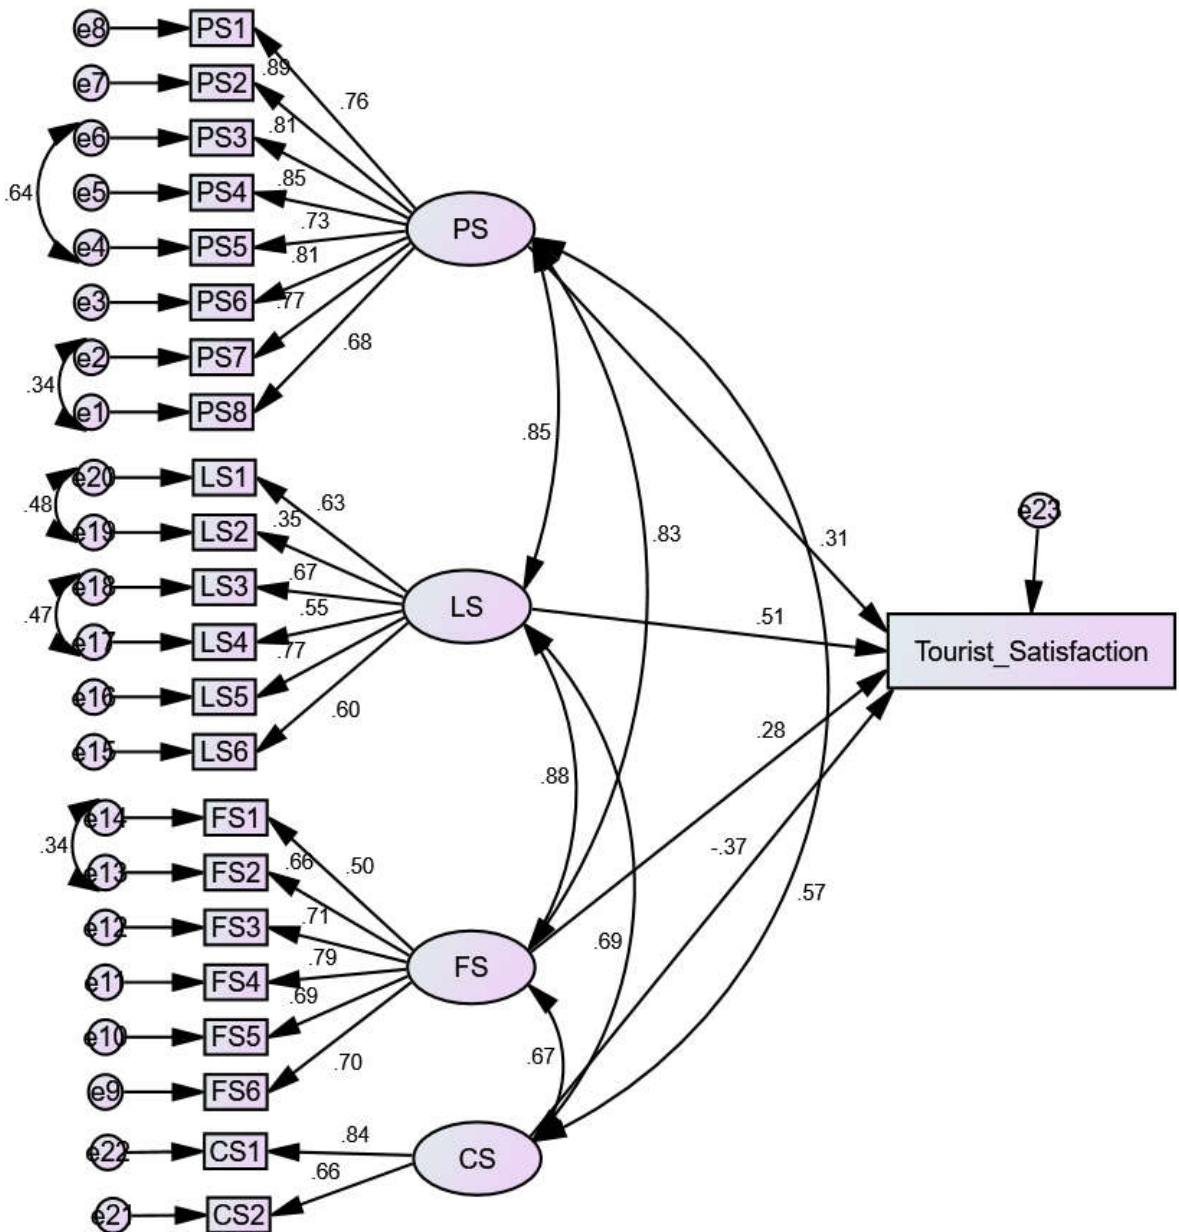 e8 PS1
.89
e7 PS2 .76
.81
e6 PS3
.85
.64 e5 PS4
.73 PS
e4 PS5
.81
e3 PS6 .77
.68
e2 PS7
.34
e1 PS8
.85
e20 LS1
.48 .63
.35
e19 LS2 .83 .31 e23
.67
e18 LS3
.55 LS
.47 .51
e17 LS4 .77 Tourist_Satisfaction
e16 LS5
.60
e15 LS6 .28
.88
e14 FS1
.34 .66 .50 -.37
e13 FS2 .57
.71
e12 FS3 .69
.79 FS
e11 FS4
.69
e10 FS5
.70 .67
e9 FS6
.84
e22 CS1 CS
.66
e21 CS2